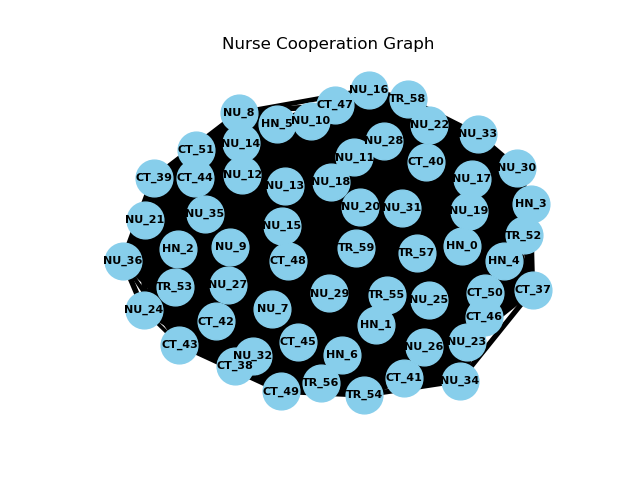 Nurse Cooperation Graph
NU_16
TR_58
CT_47
NU_8
NU_10
HN_5
NU_22
NU_33
NU_28
NU_14
CT_51
NU_11
CT_40
NU_30
NU_12
CT_39
CT_44
NU_17
NU_18
NU_13
HN_3
NU_20
NU_31
NU_19
NU_35
NU_21
NU_15
TR_52
HN_0
NU_9
HN_2
TR_59
TR_57
NU_36
CT_48
HN_4
NU_27
TR_53
CT_37
NU_29
CT_50
TR_55
NU_25
NU_7
NU_24
CT_46
CT_42
HN_1
CT_45
NU_23
CT_43
NU_26
NU_32
HN_6
CT_38
CT_41
NU_34
TR_56
CT_49
TR_54